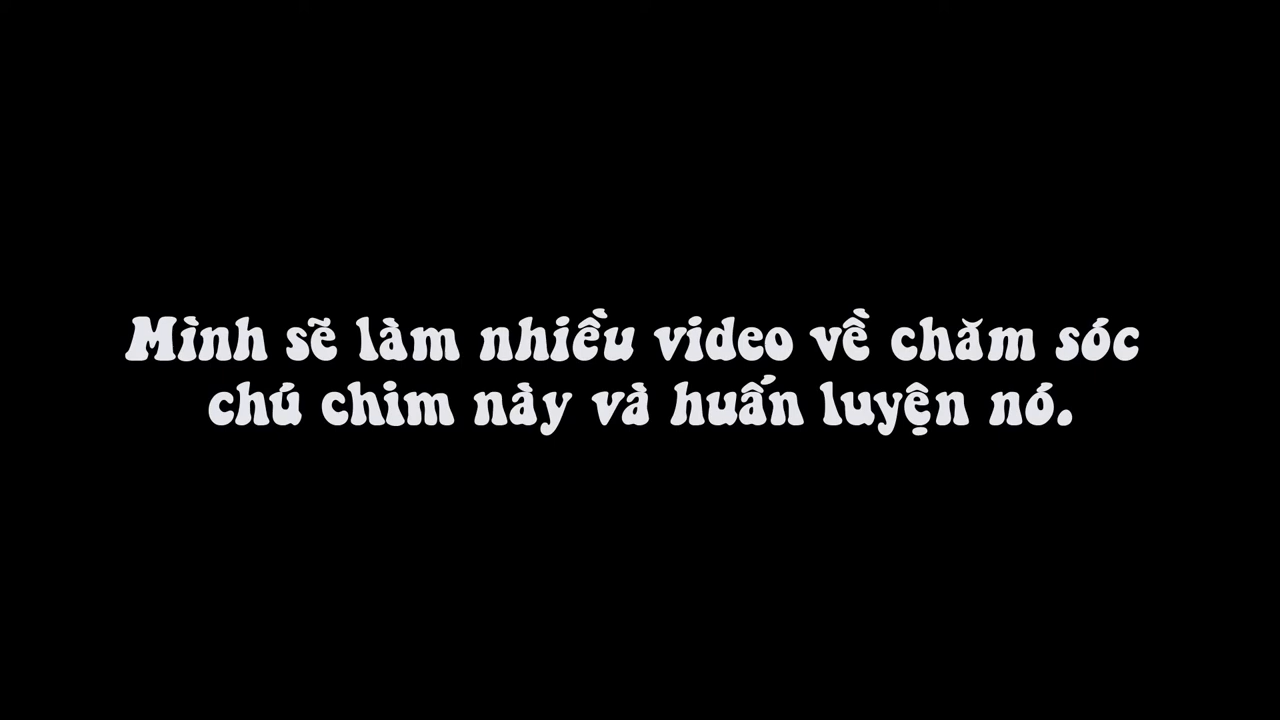 Mình sẽ làm nhiều video về chăm sóc
chú chim này và huấn luyện nó.